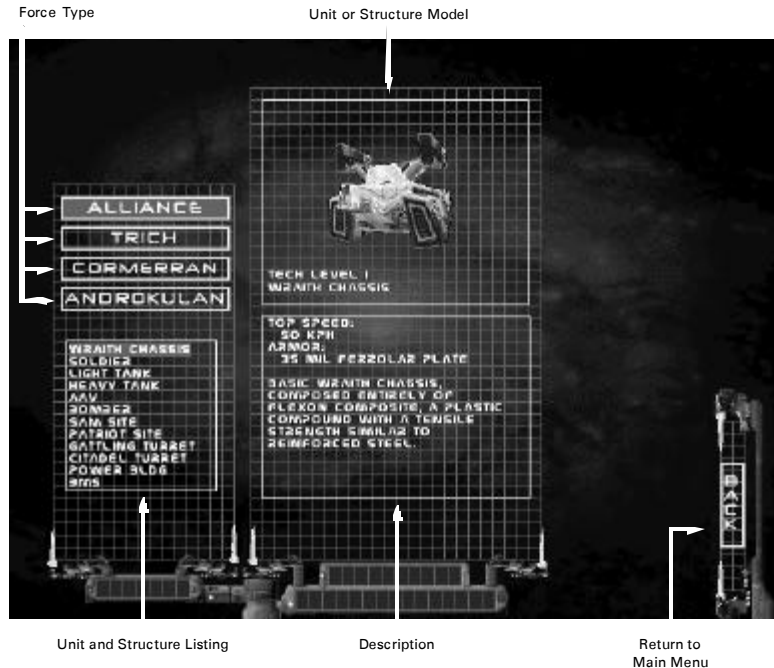 Force Type
Unit or Structure Model
ALLIANCE
TRICH
CORMERRAN
ANDROKULAN
WRAITH CHASSIS
SOLDIER
LIGHT TANK
HEAVY TANK
AAV
BOMBER
SAM SITE
PATRIOT SITE
GATTLING TURRET
CITADEL TURRET
POWER BLDG
BMS
TECH LEVEL 1
WRAITH CHASSIS
TOP SPEED:
50 KPH
ARMOR:
35 MIL FERROLAR PLATE
BASIC WRAITH CHASSIS,
COMPOSED ENTIRELY OF
FLEXON COMPOSITE, A PLASTIC
COMPOUND WITH A TENSILE
STRENGTH SIMILAR TO
REINFORCED STEEL.
BACK
Unit and Structure Listing
Description
Return to
Main Menu